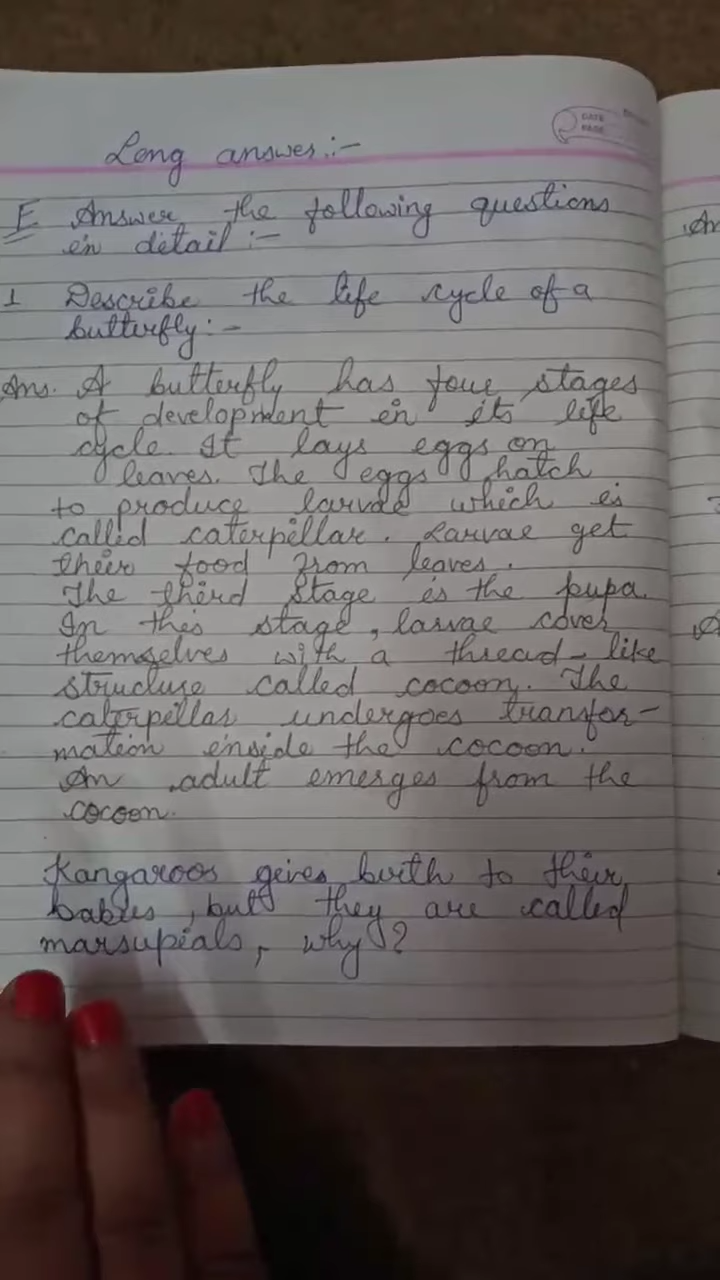 DATE
PAGE
Long answer:-
E Answer the following questions
in detail :-
1 Describe the life cycle of a
butterfly:-
Ans. A butterfly has four stages
of development in its life
cycle. It lays eggs on
leaves. The eggs hatch
to produce larvae which is
called caterpillar. Larvae get
their food from leaves.
The third stage is the pupa.
In this stage, larvae cover
themselves with a thread-like
structure called cocoon. The
caterpillar undergoes transfor-
mation inside the cocoon.
An adult emerges from the
cocoon.
Kangaroos gives birth to their
babies, but they are called
marsupials, why?